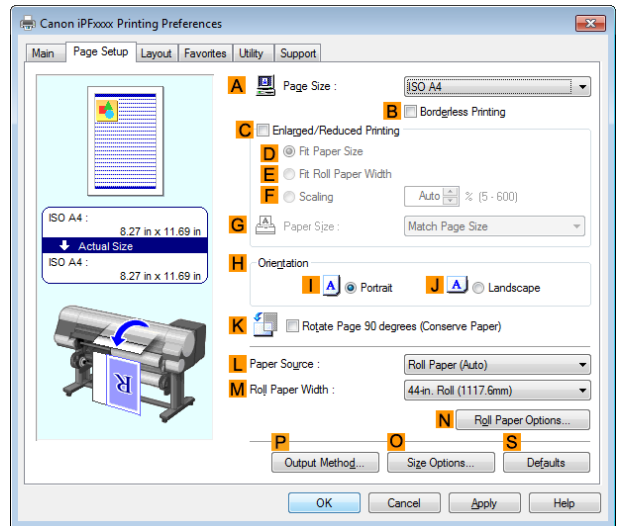 Canon iPFxxxx Printing Preferences
Main Page Setup Layout Favorites Utility Support
A Page Size : ISO A4
B Borderless Printing
C Enlarged/Reduced Printing
D Fit Paper Size
E Fit Roll Paper Width
F Scaling Auto % (5 - 600)
G Paper Size : Match Page Size
ISO A4 :
8.27 in x 11.69 in
Actual Size
ISO A4 :
8.27 in x 11.69 in
H Orientation
I A Portrait J A Landscape
K Rotate Page 90 degrees (Conserve Paper)
R
L Paper Source : Roll Paper (Auto)
M Roll Paper Width : 44-in. Roll (1117.6mm)
N Roll Paper Options...
P O S
Output Method... Size Options... Defaults
OK Cancel Apply Help